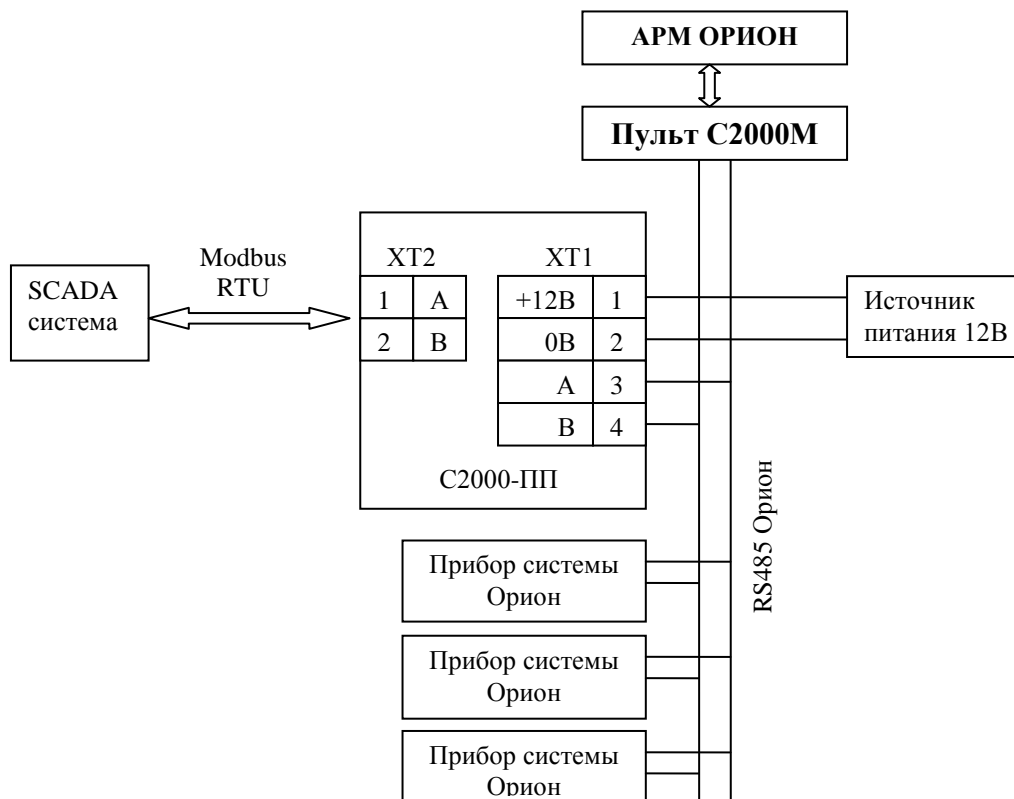 АРМ ОРИОН
Пульт С2000М
SCADA
система
Modbus
RTU
XT2
1 A
2 B
XT1
+12В 1
0В 2
A 3
B 4
С2000-ПП
Источник
питания 12В
RS485 Орион
Прибор системы
Орион
Прибор системы
Орион
Прибор системы
Орион